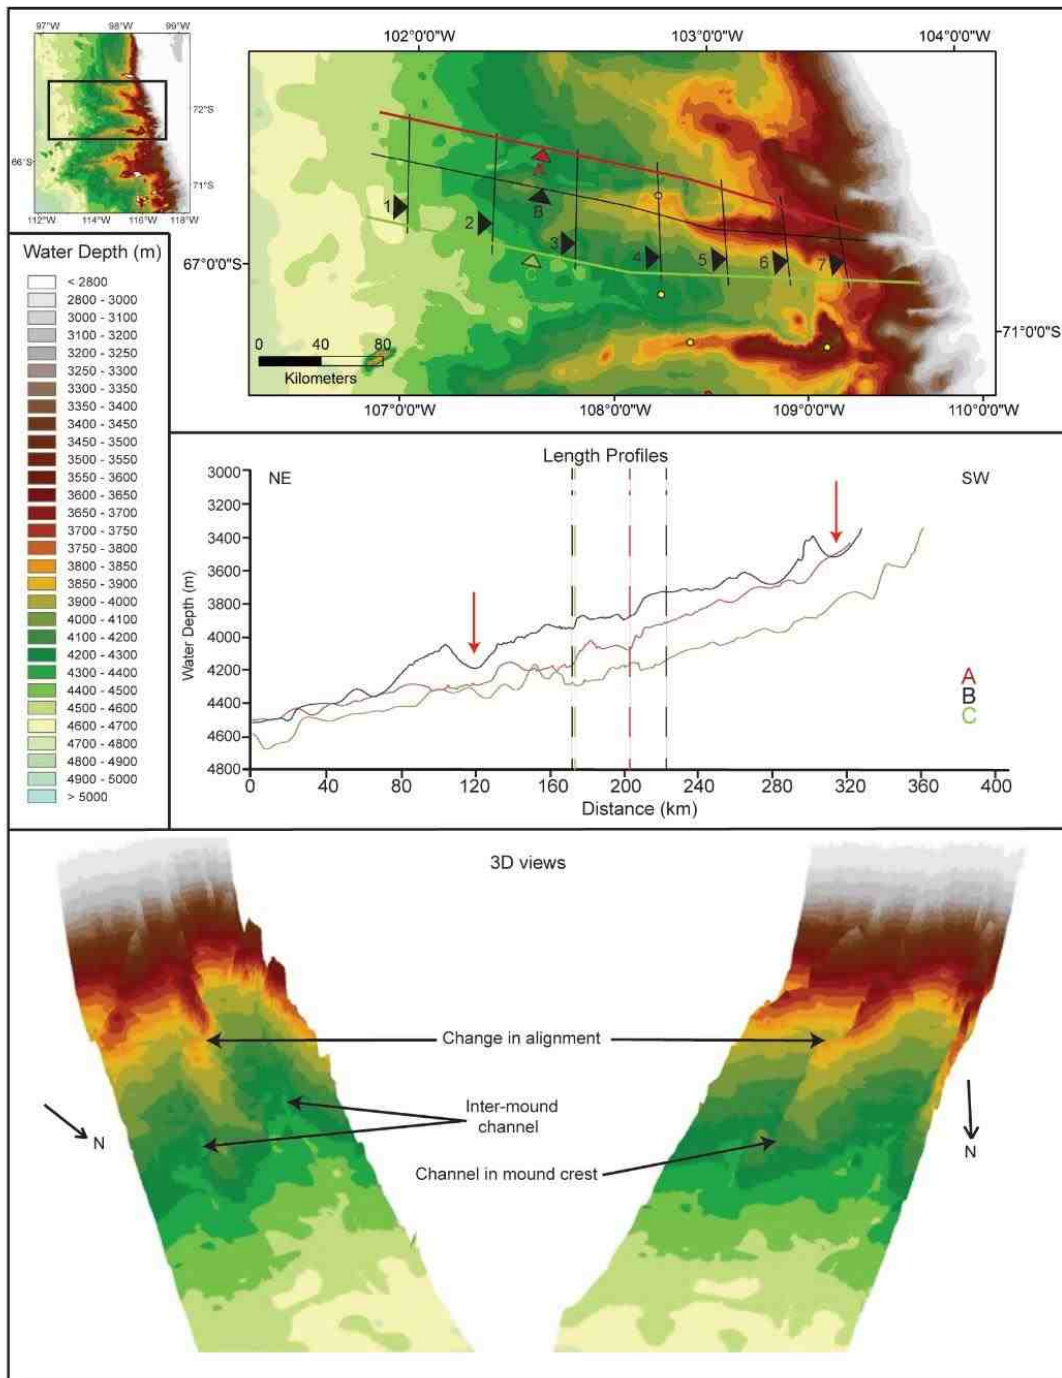 97°W 98°W 99°W
72°S
66°S
71°S
112°W 114°W 116°W 118°W
102°0'0"W 103°0'0"W 104°0'0"W
A
B
C
1 2 3 4 5 6 7
67°0'0"S
71°0'0"S
0 40 80
Kilometers
107°0'0"W 108°0'0"W 109°0'0"W 110°0'0"W
Water Depth (m)
< 2800
2800 - 3000
3000 - 3100
3100 - 3200
3200 - 3250
3250 - 3300
3300 - 3350
3350 - 3400
3400 - 3450
3450 - 3500
3500 - 3550
3550 - 3600
3600 - 3650
3650 - 3700
3700 - 3750
3750 - 3800
3800 - 3850
3850 - 3900
3900 - 4000
4000 - 4100
4100 - 4200
4200 - 4300
4300 - 4400
4400 - 4500
4500 - 4600
4600 - 4700
4700 - 4800
4800 - 4900
4900 - 5000
> 5000
Length Profiles
NE SW
3000
3200
3400
3600
3800
4000
4200
4400
4600
4800
Water Depth (m)
A
B
C
0 40 80 120 160 200 240 280 320 360 400
Distance (km)
3D views
Change in alignment
Inter-mound
channel
Channel in mound crest
N
N